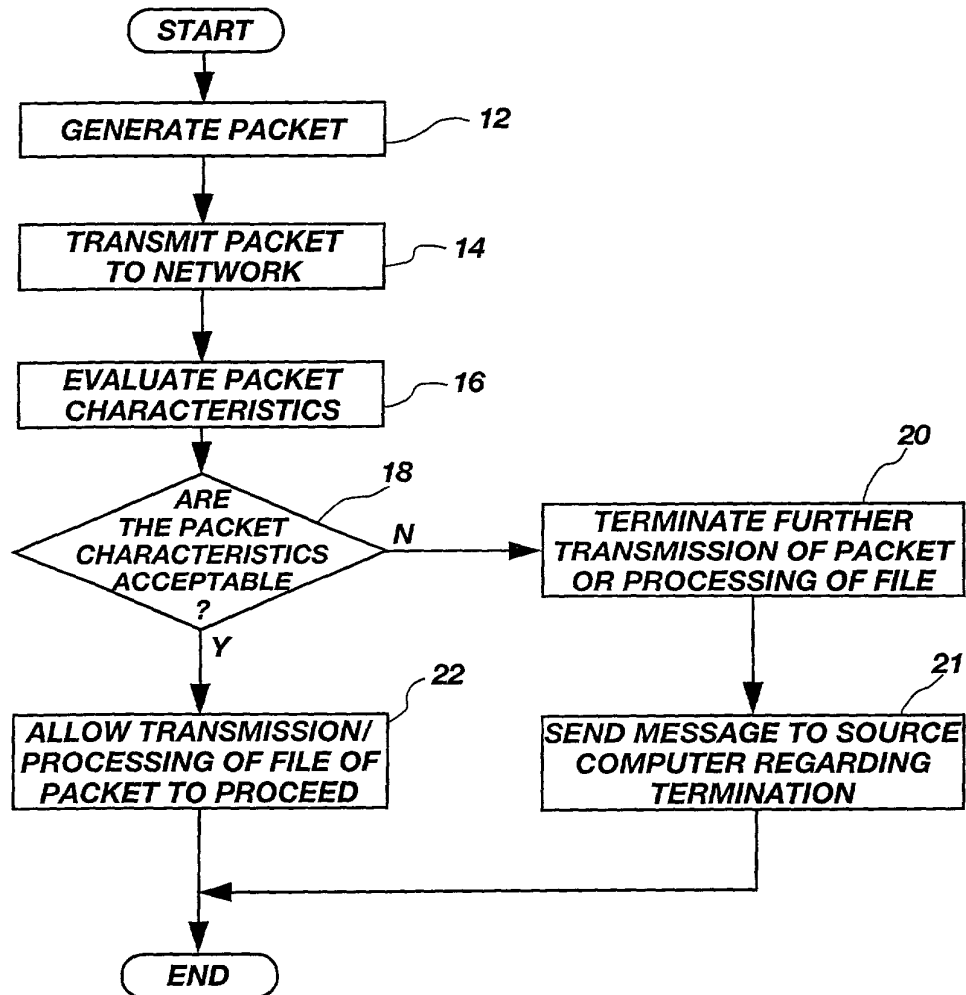 START
GENERATE PACKET
12
TRANSMIT PACKET
TO NETWORK
14
EVALUATE PACKET
CHARACTERISTICS
16
ARE
THE PACKET
CHARACTERISTICS
ACCEPTABLE
?
18
N
Y
TERMINATE FURTHER
TRANSMISSION OF PACKET
OR PROCESSING OF FILE
20
SEND MESSAGE TO SOURCE
COMPUTER REGARDING
TERMINATION
21
ALLOW TRANSMISSION/
PROCESSING OF FILE OF
PACKET TO PROCEED
22
END